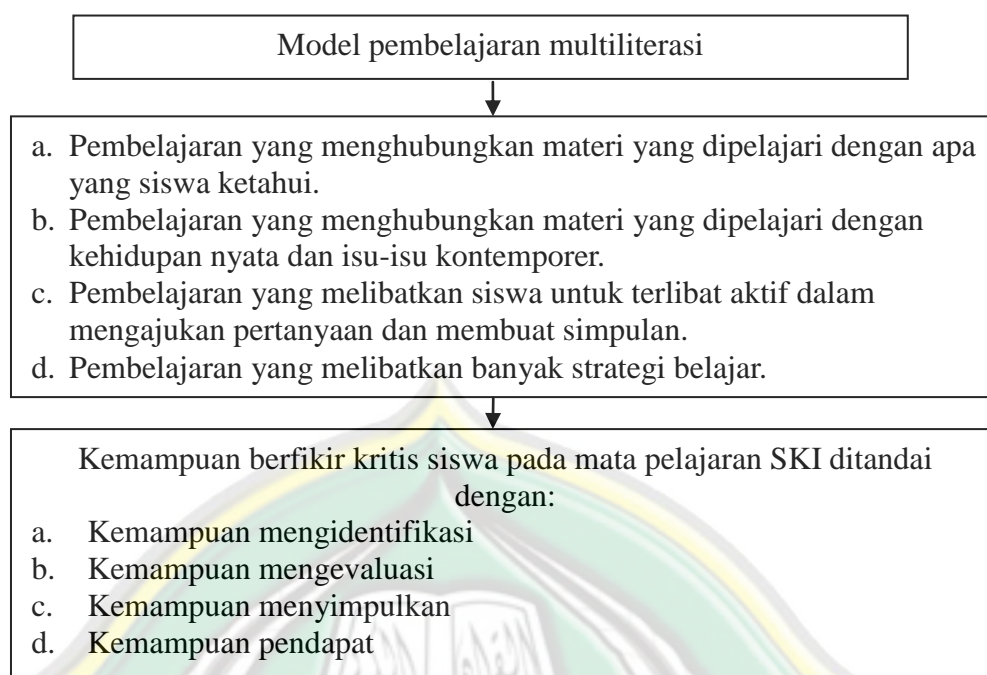 Model pembelajaran multiliterasi
a. Pembelajaran yang menghubungkan materi yang dipelajari dengan apa
yang siswa ketahui.
b. Pembelajaran yang menghubungkan materi yang dipelajari dengan
kehidupan nyata dan isu-isu kontemporer.
c. Pembelajaran yang melibatkan siswa untuk terlibat aktif dalam
mengajukan pertanyaan dan membuat simpulan.
d. Pembelajaran yang melibatkan banyak strategi belajar.
Kemampuan berfikir kritis siswa pada mata pelajaran SKI ditandai
dengan:
a. Kemampuan mengidentifikasi
b. Kemampuan mengevaluasi
c. Kemampuan menyimpulkan
d. Kemampuan pendapat